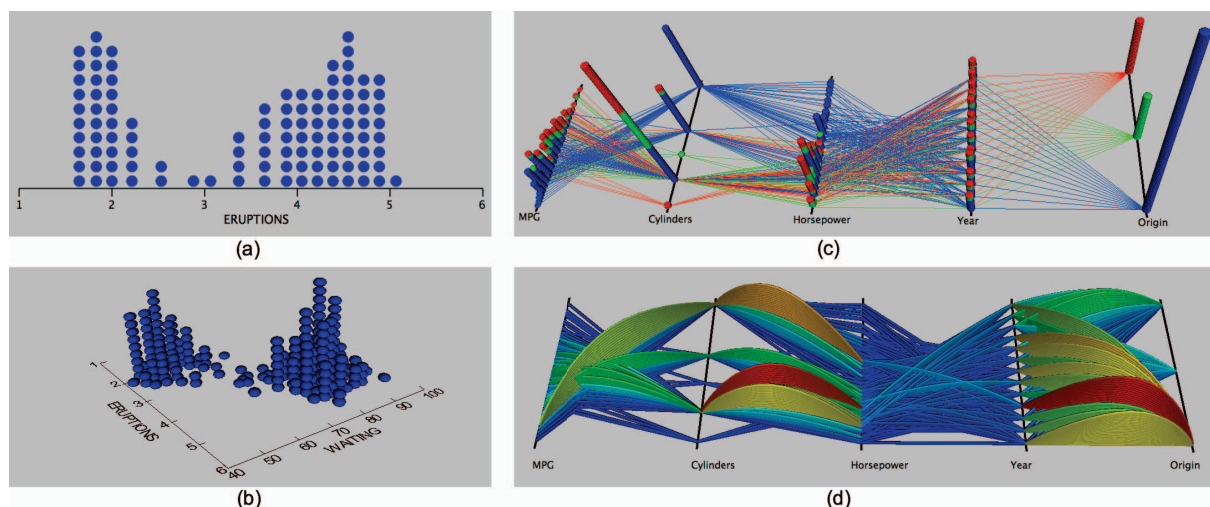 1 2 3 4 5 6
ERUPTIONS
(a)
1
2
3
4
5
6
ERUPTIONS
40
50
60
70
80
90
100
WAITING
(b)
MPG
Cylinders
Horsepower
Year
Origin
(c)
MPG
Cylinders
Horsepower
Year
Origin
(d)